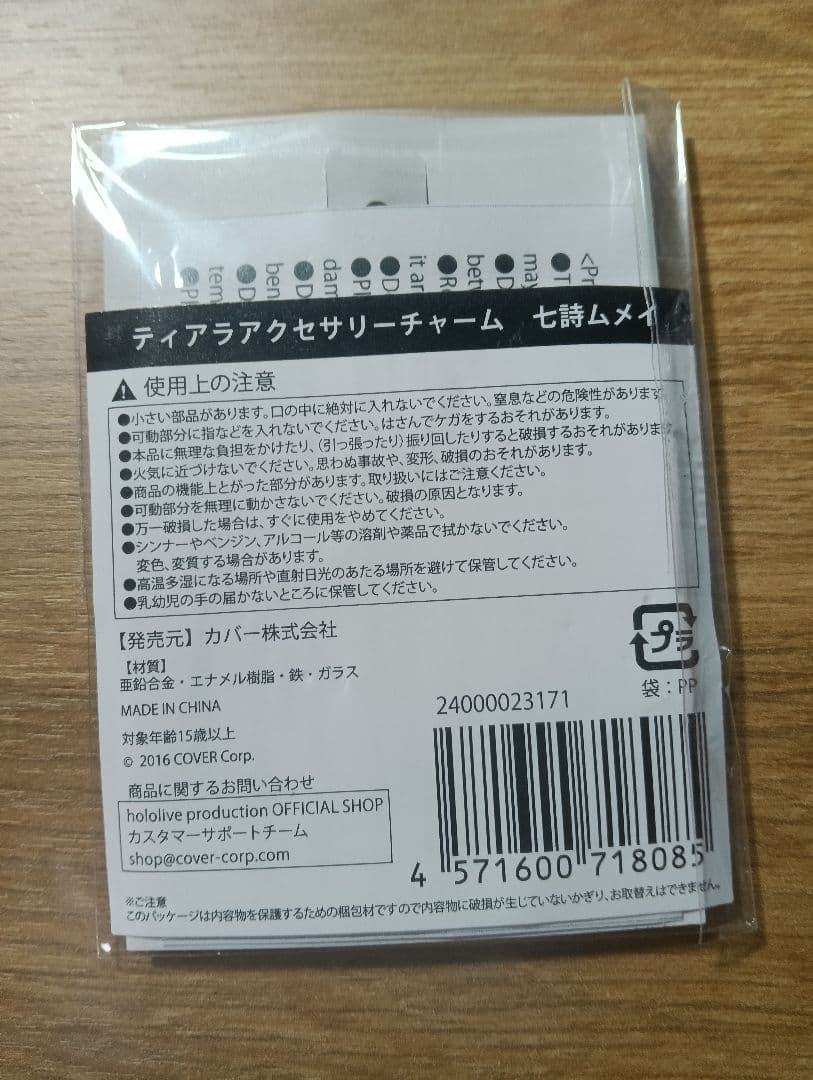 <Pr
●T
may
●D
betw
●R
it ar
●D
●Pl
dam
●D
ben
●D
tem
●Pl
ティアラアクセサリーチャーム 七詩ムメイ
使用上の注意
●小さい部品があります。口の中に絶対に入れないでください。窒息などの危険性があります。
●可動部分に指などを入れないでください。はさんでケガをするおそれがあります。
●本品に無理な負担をかけたり、(引っ張ったり)振り回したりすると破損するおそれがあります。
●火気に近づけないでください。思わぬ事故や、変形、破損のおそれがあります。
●商品の機能上とがった部分があります。取り扱いにはご注意ください。
●可動部分を無理に動かさないでください。破損の原因となります。
●万一破損した場合は、すぐに使用をやめてください。
●シンナーやベンジン、アルコール等の溶剤や薬品で拭かないでください。
変色、変質する場合があります。
●高温多湿になる場所や直射日光のあたる場所を避けて保管してください。
●乳幼児の手の届かないところに保管してください。
【発売元】カバー株式会社
【材質】
亜鉛合金・エナメル樹脂・鉄・ガラス
MADE IN CHINA
対象年齢15歳以上
© 2016 COVER Corp.
プラ
袋:PP
24000023171
4 571600 718085
商品に関するお問い合わせ
hololive production OFFICIAL SHOP
カスタマーサポートチーム
shop@cover-corp.com
※ご注意
このパッケージは内容物を保護するための梱包材ですので内容物に破損が生じていないかぎり、お取替えはできません。